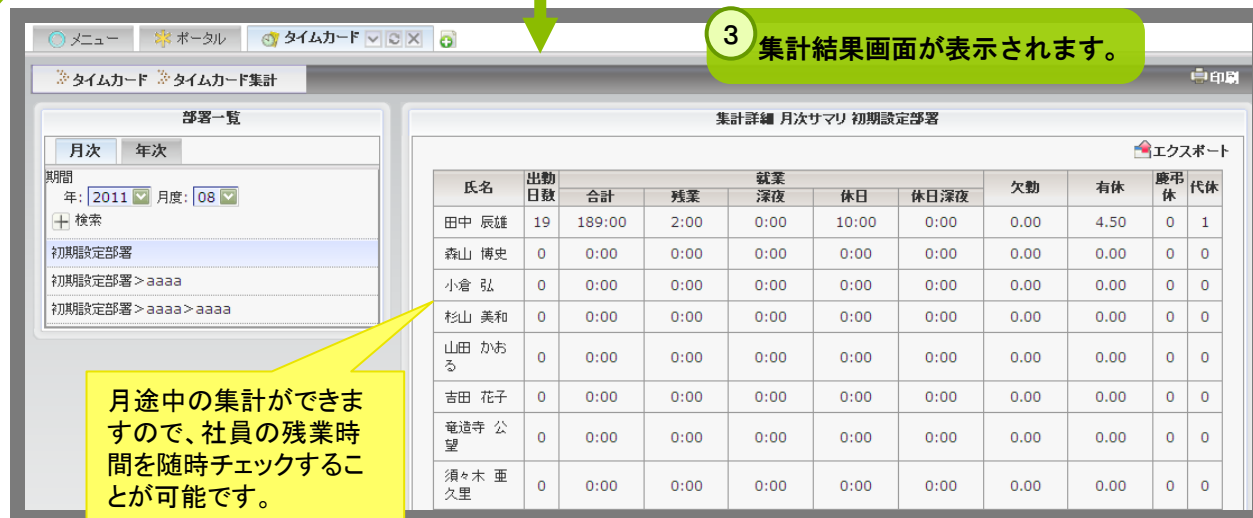 メニュー ポータル タイムカード
3 集計結果画面が表示されます。
タイムカード タイムカード集計 印刷
部署一覧
月次 年次
期間
年: 2011 月度: 08
検索
初期設定部署
初期設定部署>aaaa
初期設定部署>aaaa>aaaa
月途中の集計ができま
すので、社員の残業時
間を随時チェックするこ
とが可能です。
集計詳細 月次サマリ 初期設定部署
エクスポート
氏名 出勤日数 就業 欠勤 有休 慶弔休 代休
合計 残業 深夜 休日 休日深夜
田中 辰雄 19 189:00 2:00 0:00 10:00 0:00 0.00 4.50 0 1
森山 博史 0 0:00 0:00 0:00 0:00 0:00 0.00 0.00 0 0
小倉 弘 0 0:00 0:00 0:00 0:00 0:00 0.00 0.00 0 0
杉山 美和 0 0:00 0:00 0:00 0:00 0:00 0.00 0.00 0 0
山田 かおる 0 0:00 0:00 0:00 0:00 0:00 0.00 0.00 0 0
吉田 花子 0 0:00 0:00 0:00 0:00 0:00 0.00 0.00 0 0
竜造寺 公望 0 0:00 0:00 0:00 0:00 0:00 0.00 0.00 0 0
須々木 亜久里 0 0:00 0:00 0:00 0:00 0:00 0.00 0.00 0 0